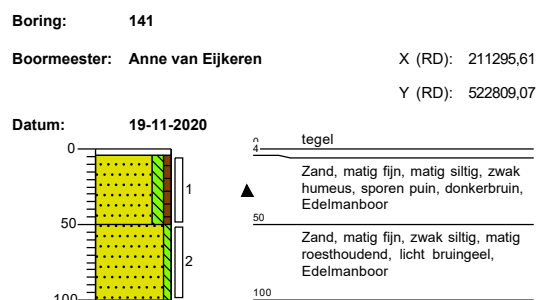 Boring: 141
Boormeester: Anne van Eijkeren X (RD): 211295,61
Y (RD): 522809,07
Datum: 19-11-2020
0 0 tegel
4
Zand, matig fijn, matig siltig, zwak
1 humeus, sporen puin, donkerbruin,
Edelmanboor
50 50
Zand, matig fijn, zwak siltig, matig
2 roesthoudend, licht bruingeel,
Edelmanboor
100 100